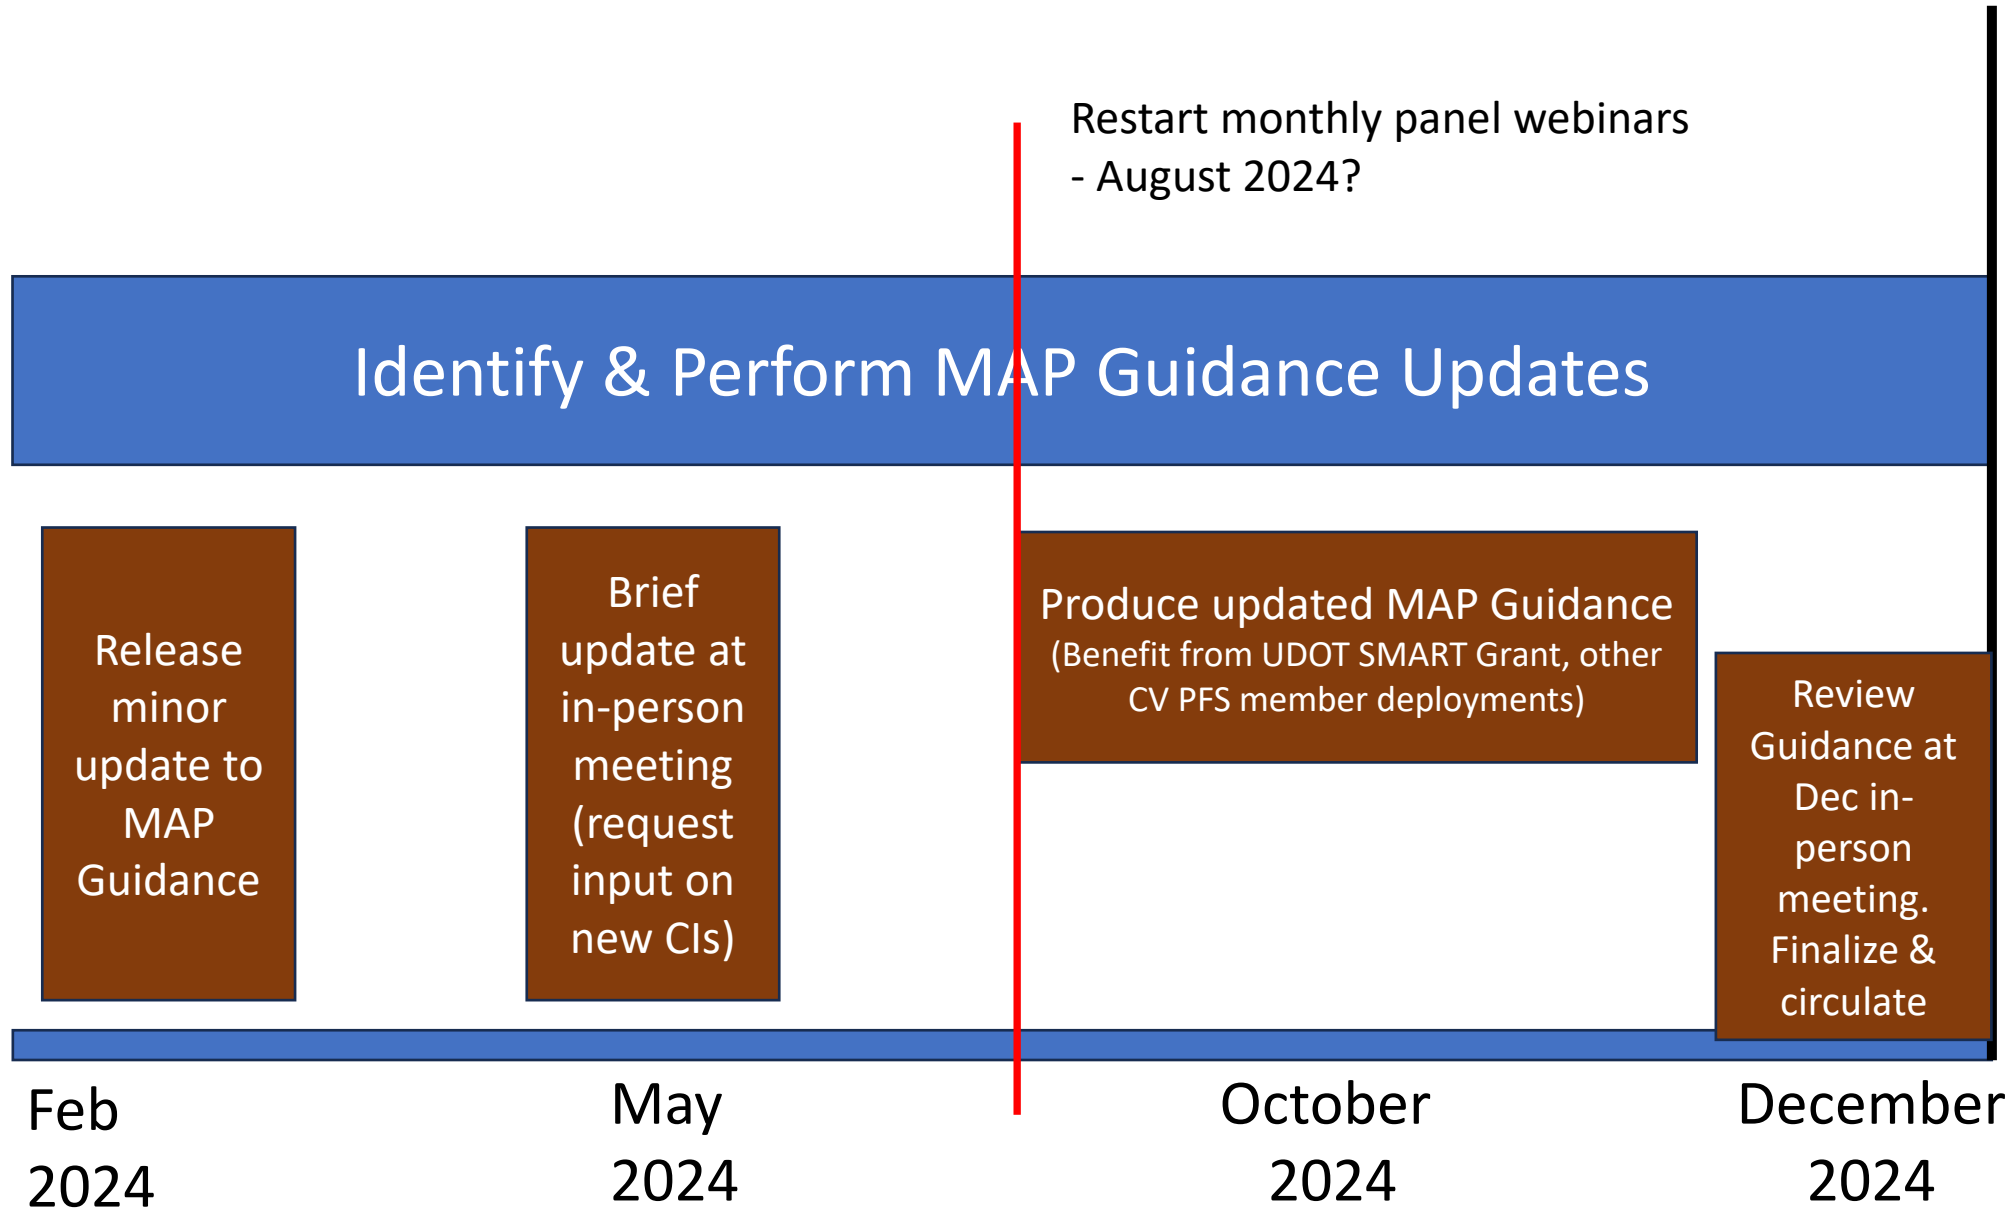 Restart monthly panel webinars
- August 2024?
Identify & Perform MAP Guidance Updates
Release
minor
update to
MAP
Guidance
Brief
update at
in-person
meeting
(request
input on
new CIs)
Produce updated MAP Guidance
(Benefit from UDOT SMART Grant, other
CV PFS member deployments)
Review
Guidance at
Dec in-
person
meeting.
Finalize &
circulate
Feb
2024
May
2024
October
2024
December
2024